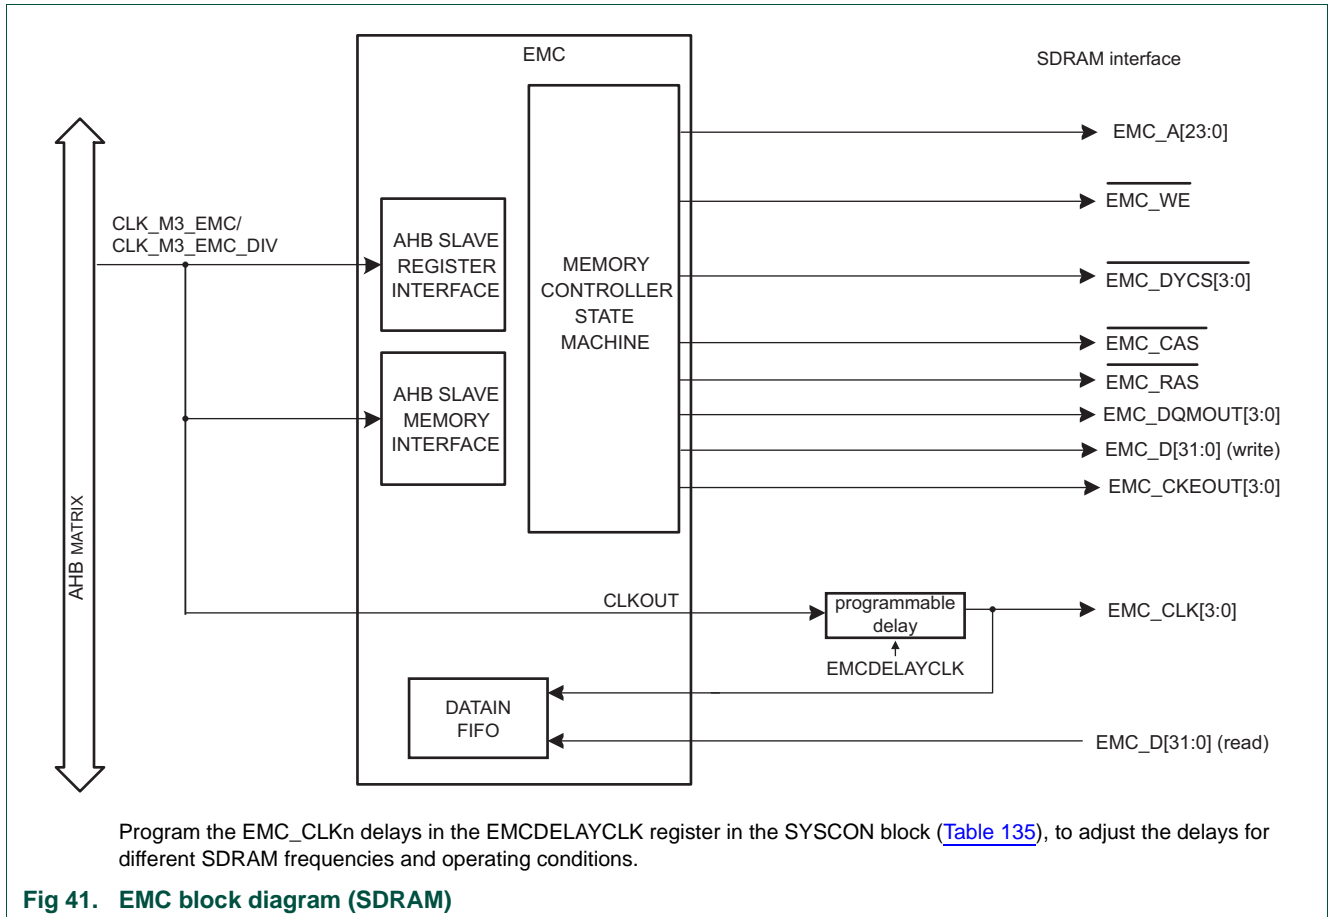 EMC
SDRAM interface
EMC_A[23:0]
EMC_WE
CLK_M3_EMC/
CLK_M3_EMC_DIV
AHB SLAVE
REGISTER
INTERFACE
MEMORY
CONTROLLER
STATE
MACHINE
EMC_DYCS[3:0]
EMC_CAS
EMC_RAS
AHB SLAVE
MEMORY
INTERFACE
EMC_DQMOUT[3:0]
EMC_D[31:0] (write)
EMC_CKEOUT[3:0]
AHB MATRIX
CLKOUT
programmable
delay
EMC_CLK[3:0]
EMCDELAYCLK
DATAIN
FIFO
EMC_D[31:0] (read)
Program the EMC_CLKn delays in the EMCDELAYCLK register in the SYSCON block (Table 135), to adjust the delays for
different SDRAM frequencies and operating conditions.
Fig 41. EMC block diagram (SDRAM)